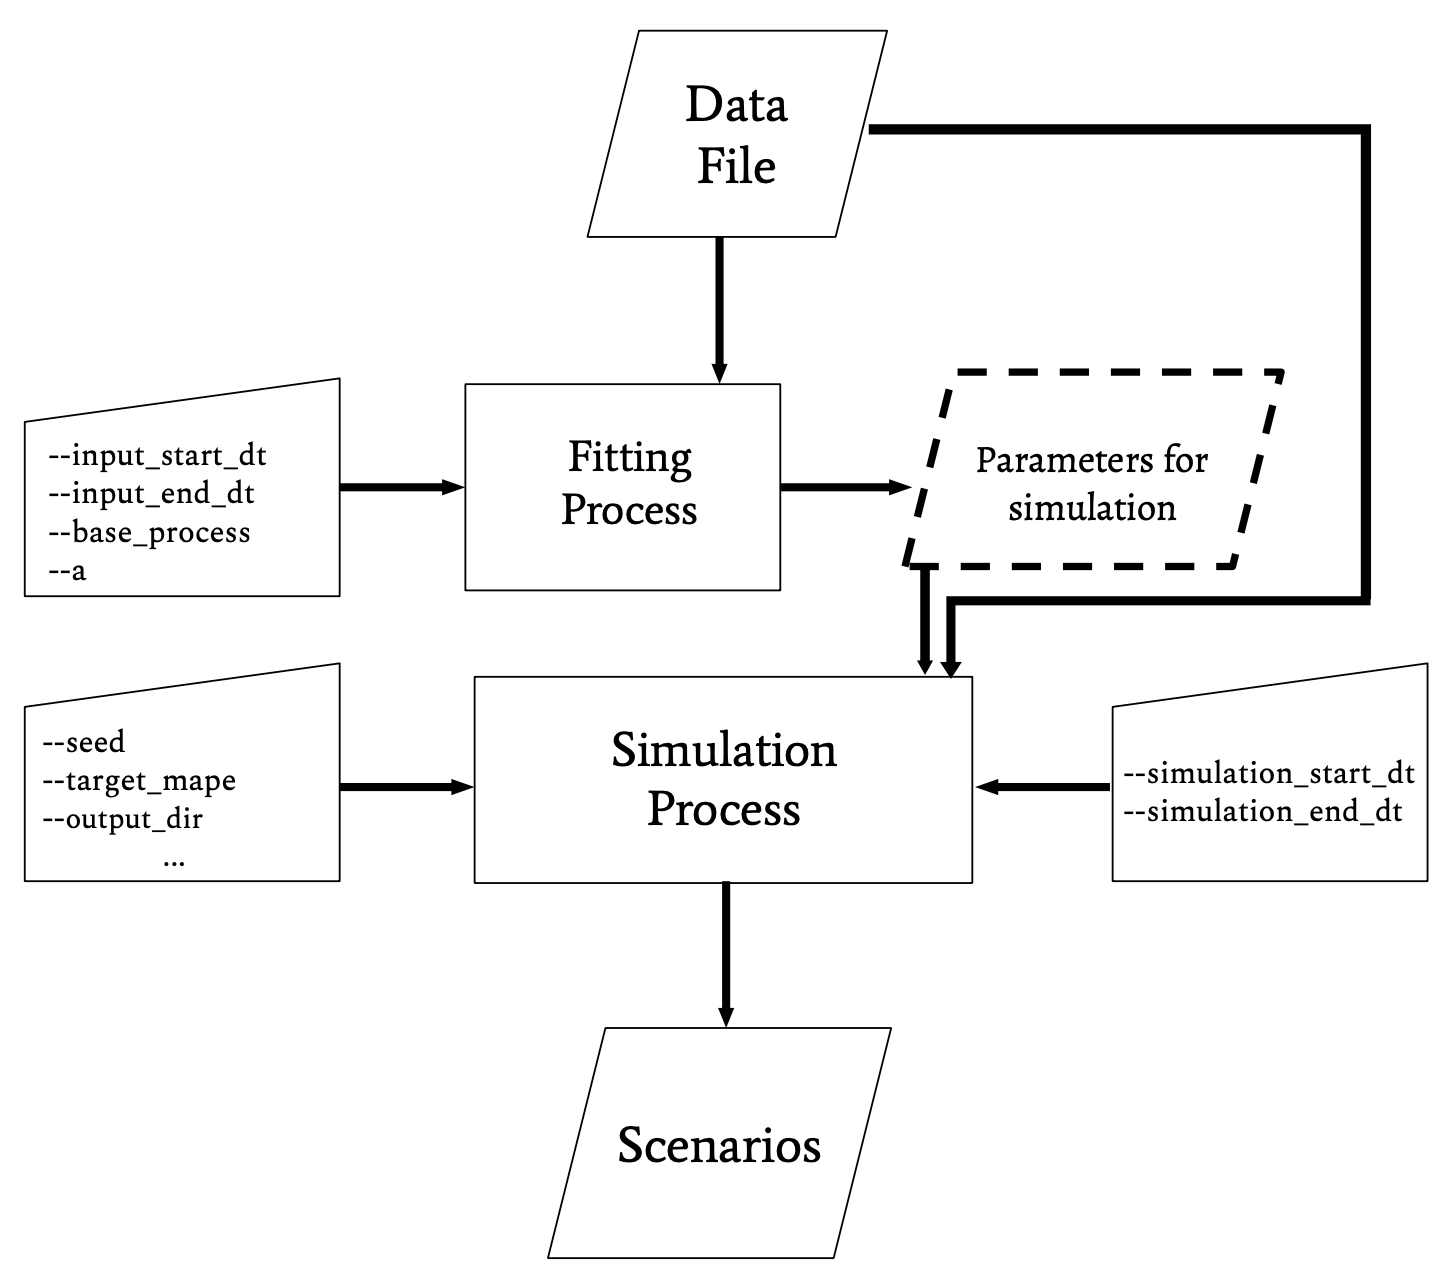 Data
File
--input_start_dt
--input_end_dt
--base_process
--a
Fitting
Process
Parameters for
simulation
--seed
--target_mape
--output_dir
...
Simulation
Process
--simulation_start_dt
--simulation_end_dt
Scenarios